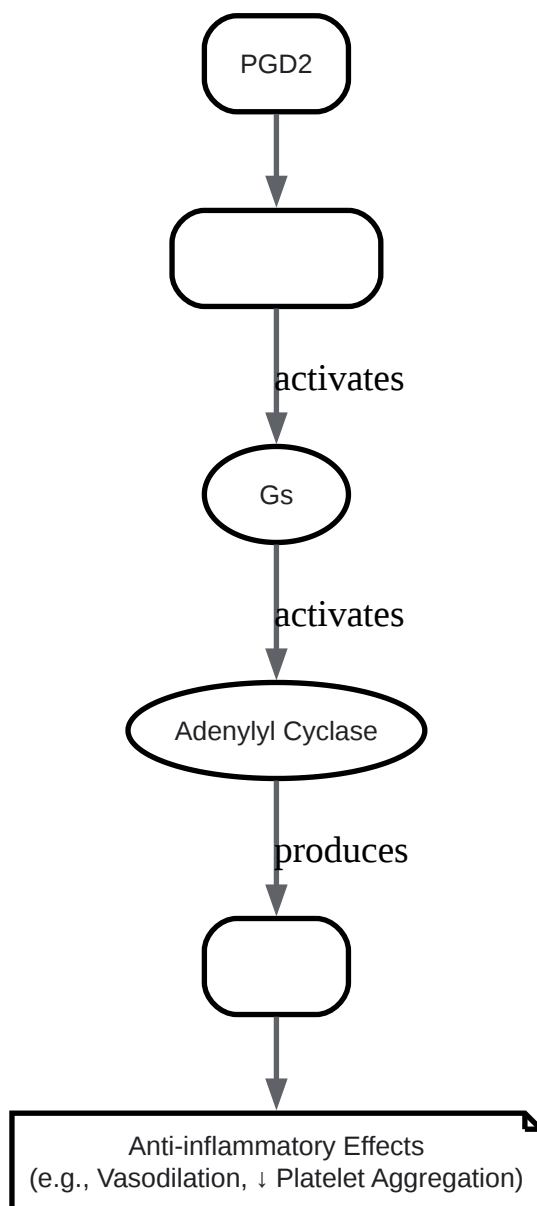 PGD2
activates
Gs
activates
Adenylyl Cyclase
produces
Anti-inflammatory Effects
(e.g., Vasodilation, ↓ Platelet Aggregation)